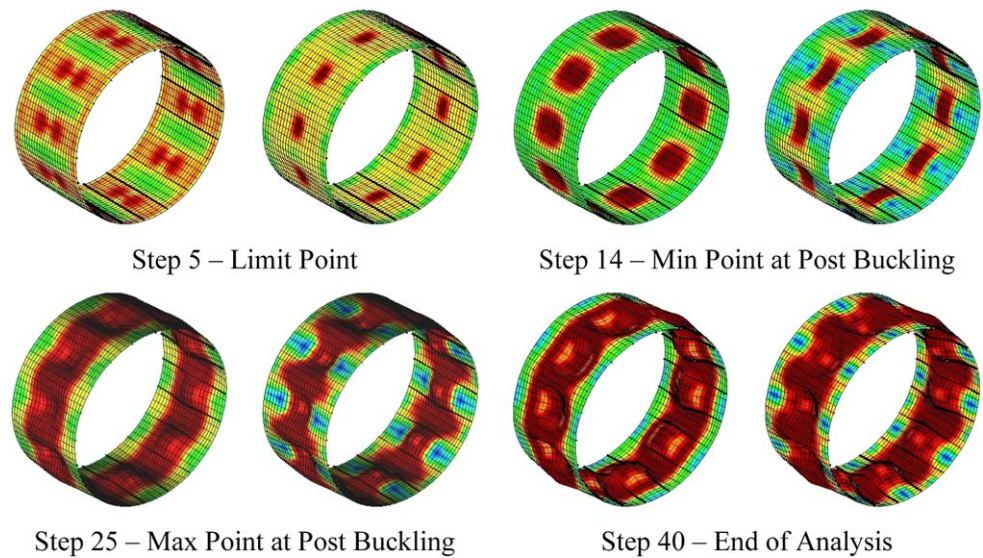 Step 5 – Limit Point
Step 14 – Min Point at Post Buckling
Step 25 – Max Point at Post Buckling
Step 40 – End of Analysis